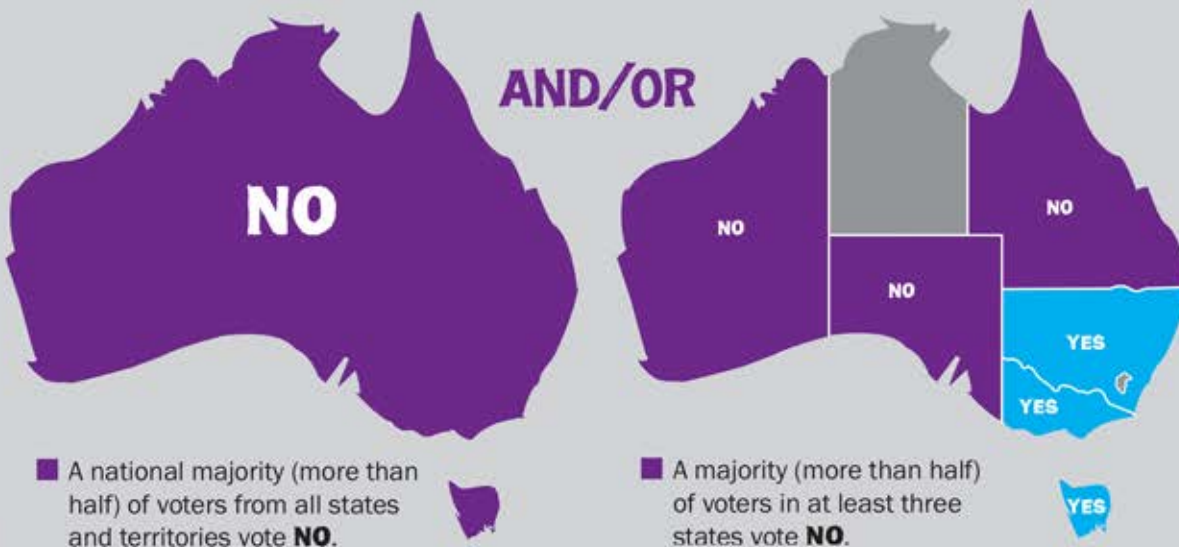 AND/OR
NO
A national majority (more than
half) of voters from all states
and territories vote NO.
NO
NO
NO
YES
YES
YES
A majority (more than half)
of voters in at least three
states vote NO.